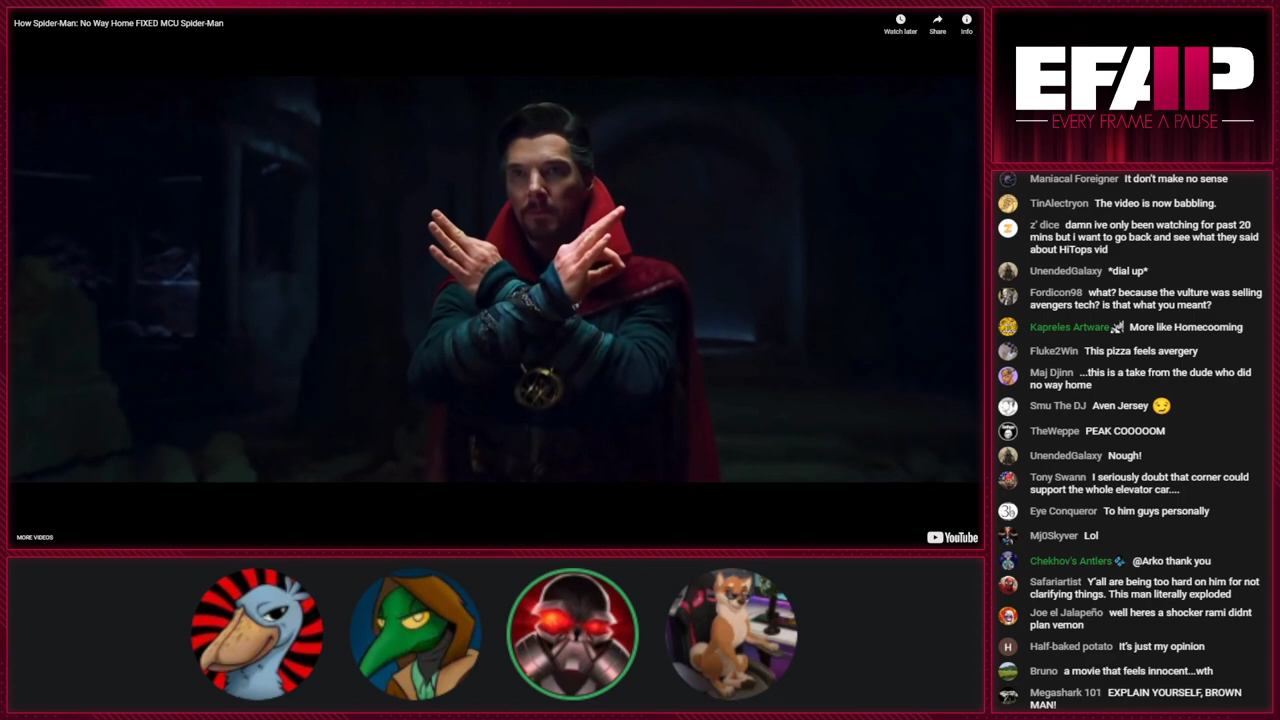 How Spider-Man: No Way Home FIXED MCU Spider-Man
Watch later
Share
Info
MORE VIDEOS
YouTube
EFAP
EVERY FRAME A PAUSE
Maniacal Foreigner It don't make no sense
TinAlectryon The video is now babbling.
z' dice damn ive only been watching for past 20
mins but i want to go back and see what they said
about HiTops vid
UnendedGalaxy *dial up*
Fordicon98 what? because the vulture was selling
avengers tech? is that what you meant?
Kapreles Artware More like Homecooming
Fluke2Win This pizza feels avergery
Maj Djinn ...this is a take from the dude who did
no way home
Smu The DJ Aven Jersey 😏
TheWeppe PEAK COOOOOM
UnendedGalaxy Nough!
Tony Swann I seriously doubt that corner could
support the whole elevator car....
Eye Conqueror To him guys personally
Mj0Skyver Lol
Chekhov's Antlers @Arko thank you
Safariartist Y'all are being too hard on him for not
clarifying things. This man literally exploded
Joe el Jalapeño well heres a shocker rami didnt
plan vernom
H
Half-baked potato It's just my opinion
Bruno a movie that feels innocent...wth
Megashark 101 EXPLAIN YOURSELF, BROWN
MAN!